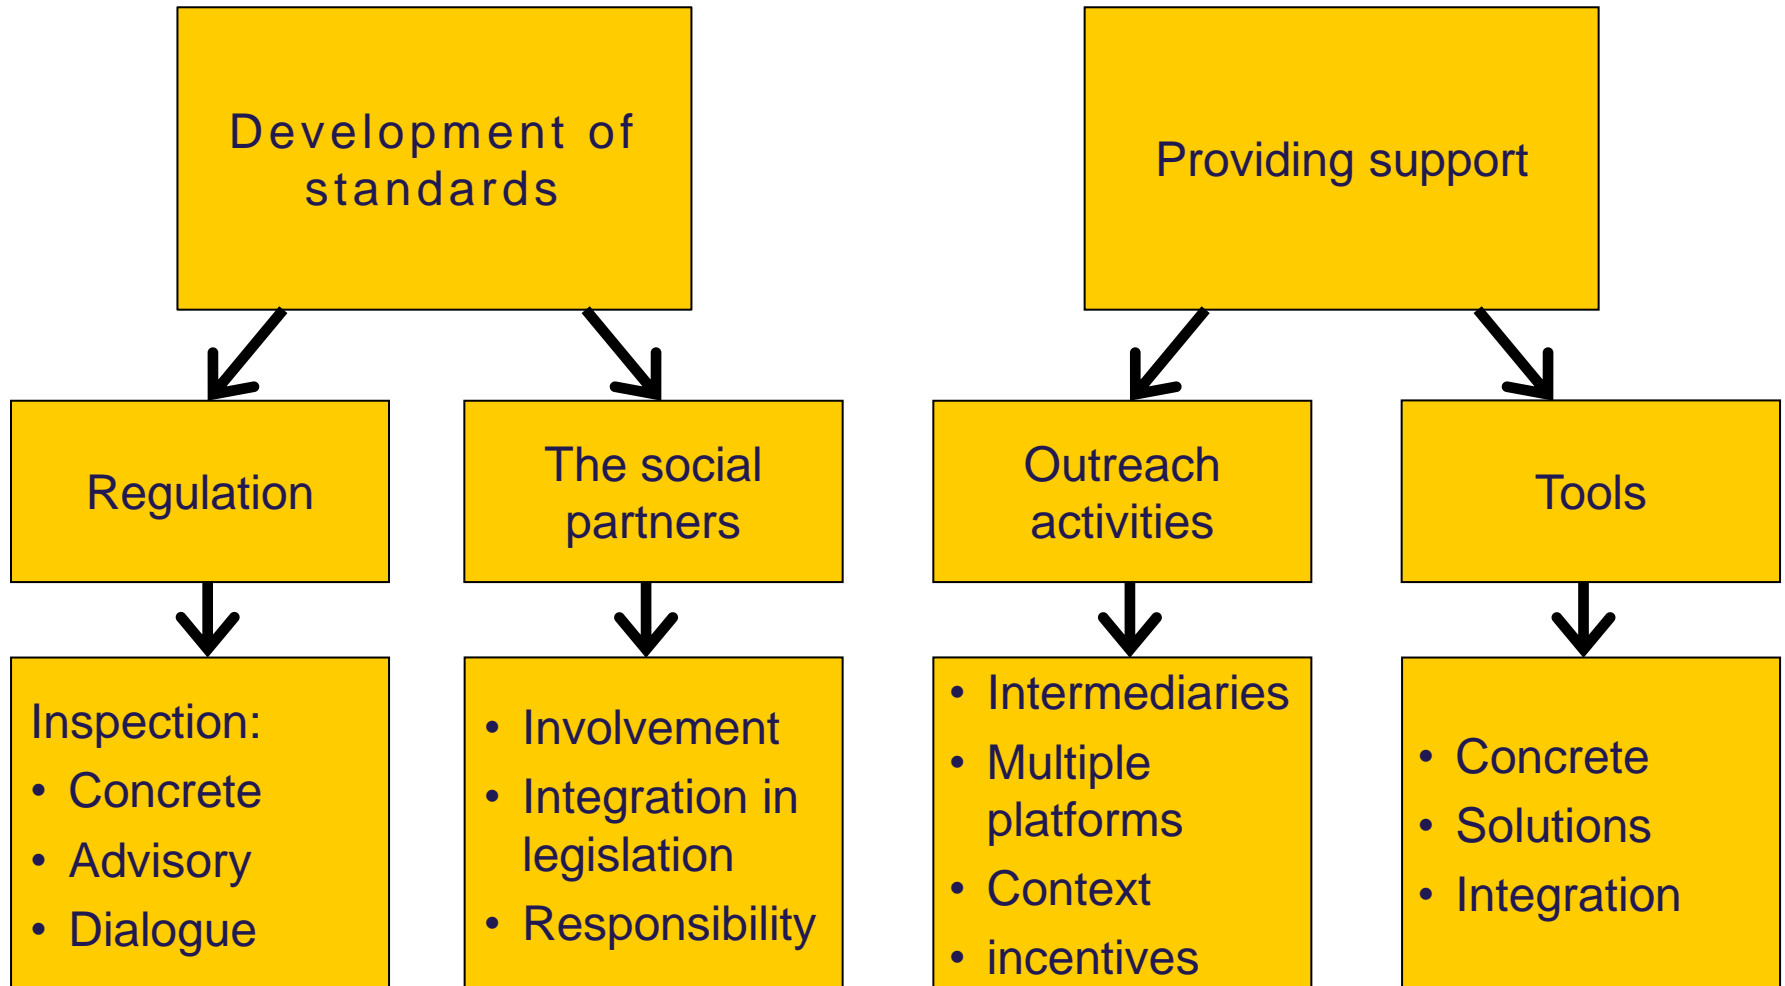 Development of
standards
Providing support
Regulation
The social
partners
Outreach
activities
Tools
Inspection:
• Concrete
• Advisory
• Dialogue
• Involvement
• Integration in
legislation
• Responsibility
• Intermediaries
• Multiple
platforms
• Context
• incentives
• Concrete
• Solutions
• Integration